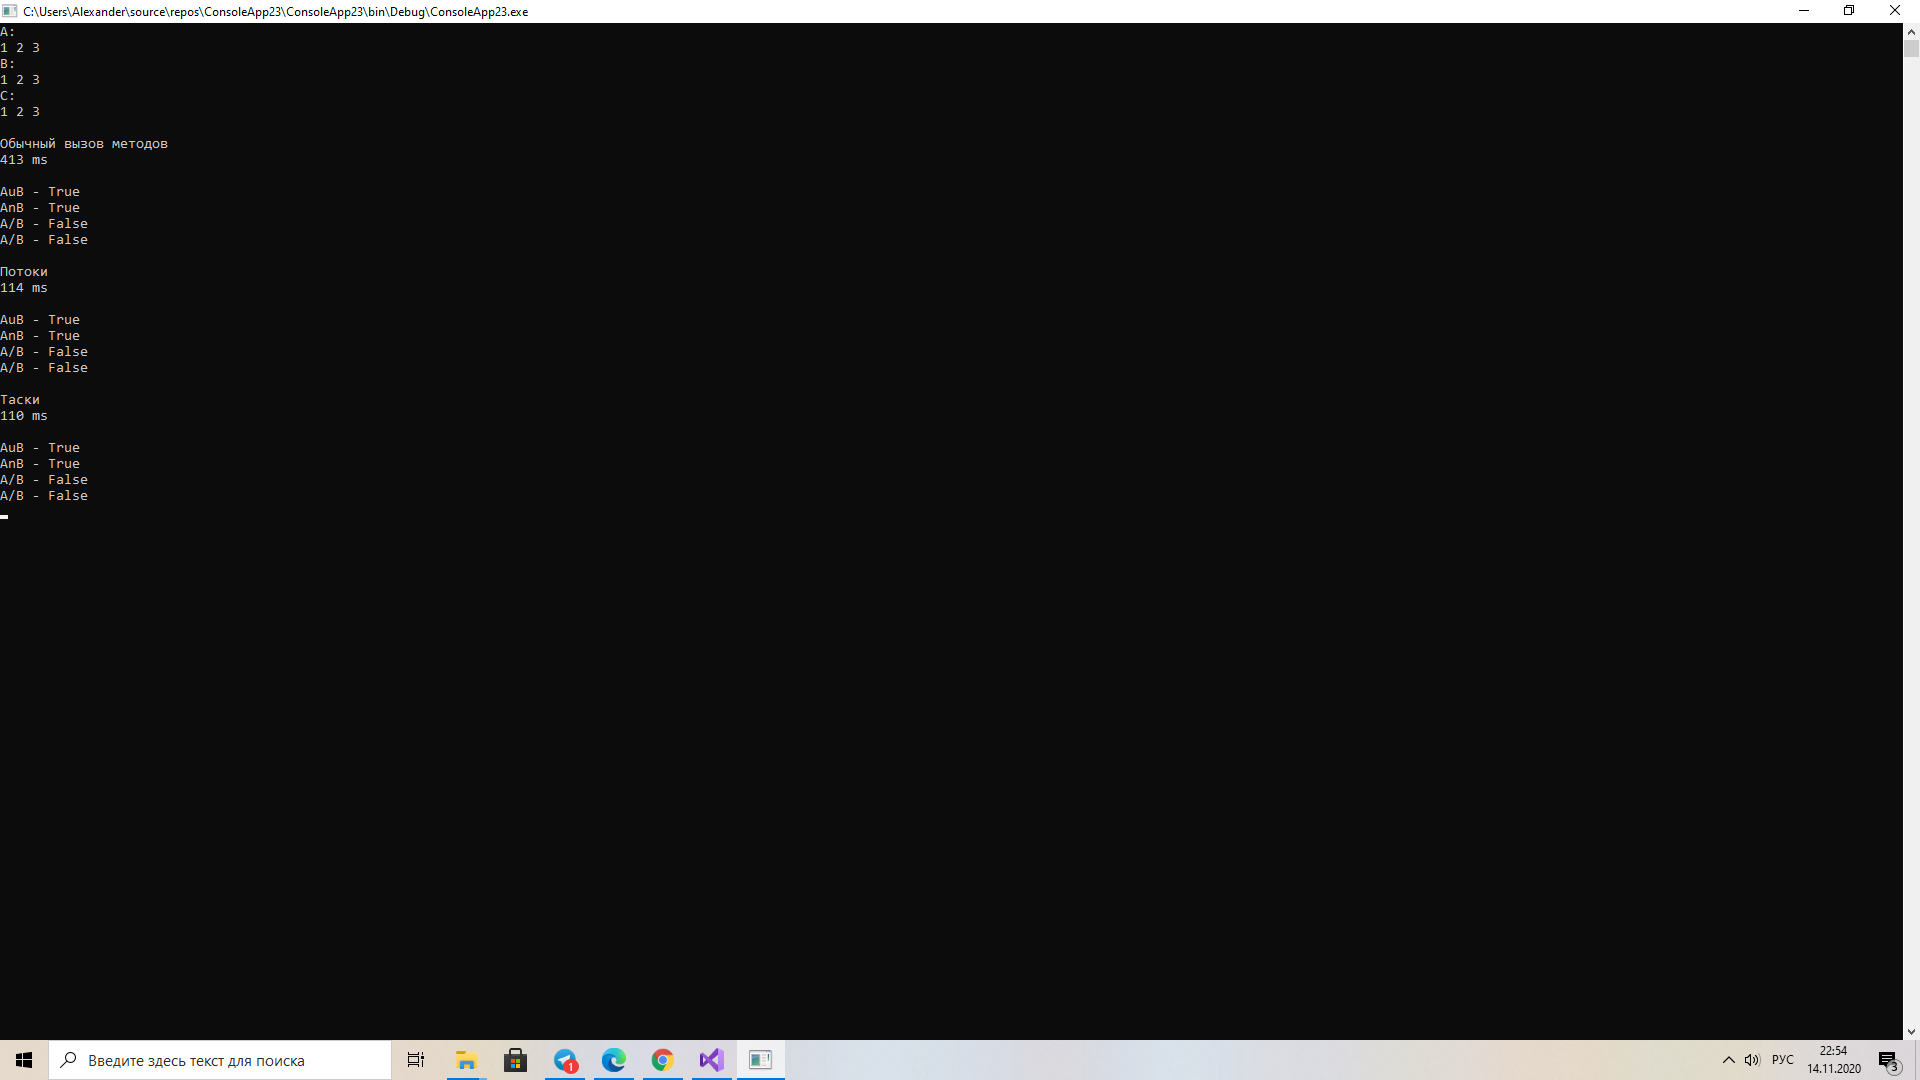 C:\Users\Alexander\source\repos\ConsoleApp23\ConsoleApp23\bin\Debug\ConsoleApp23.exe
A:
1 2 3
B:
1 2 3
C:
1 2 3
Обычный вызов методов
413 ms
AuB - True
AnB - True
A/B - False
A/B - False
Потоки
114 ms
AuB - True
AnB - True
A/B - False
A/B - False
Таски
110 ms
AuB - True
AnB - True
A/B - False
A/B - False
Введите здесь текст для поиска
1
РУС
22:54
14.11.2020
3